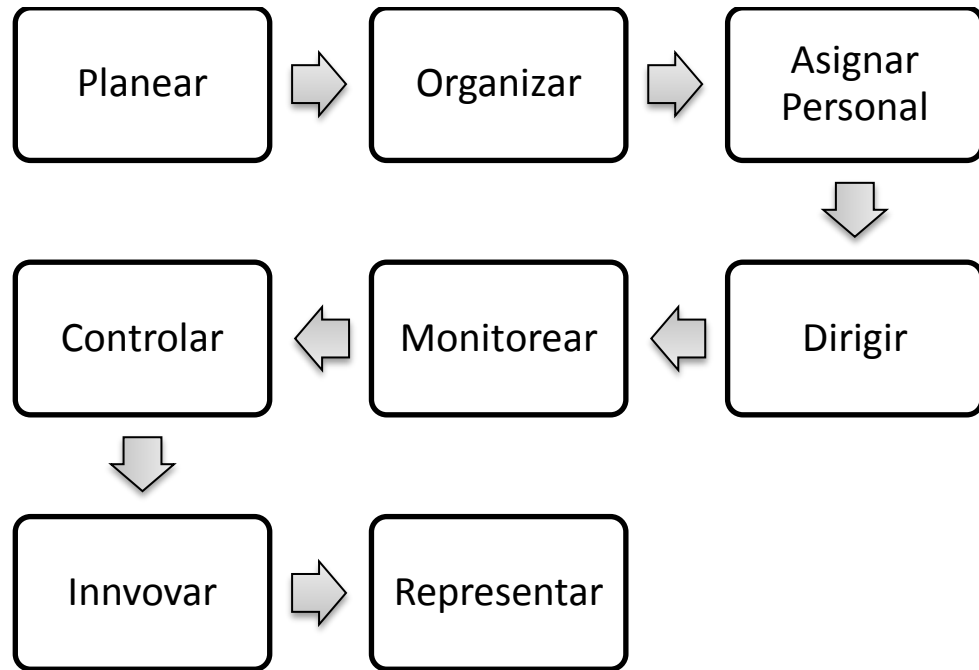 Planear
Organizar
Asignar
Personal
Dirigir
Monitorear
Controlar
Innvovar
Representar